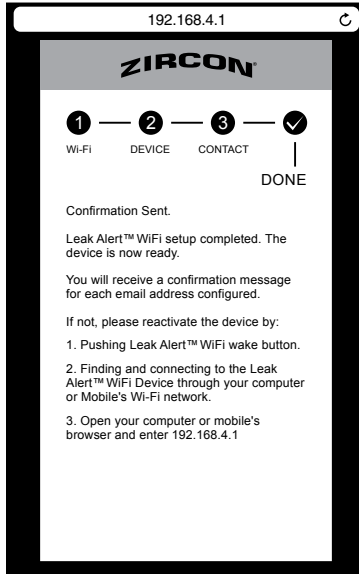 192.168.4.1
ZIRCON®
1 2 3
Wi-Fi DEVICE CONTACT
DONE
Confirmation Sent.
Leak Alert™ WiFi setup completed. The
device is now ready.
You will receive a confirmation message
for each email address configured.
If not, please reactivate the device by:
1. Pushing Leak Alert™ WiFi wake button.
2. Finding and connecting to the Leak
Alert™ WiFi Device through your computer
or Mobile's Wi-Fi network.
3. Open your computer or mobile's
browser and enter 192.168.4.1